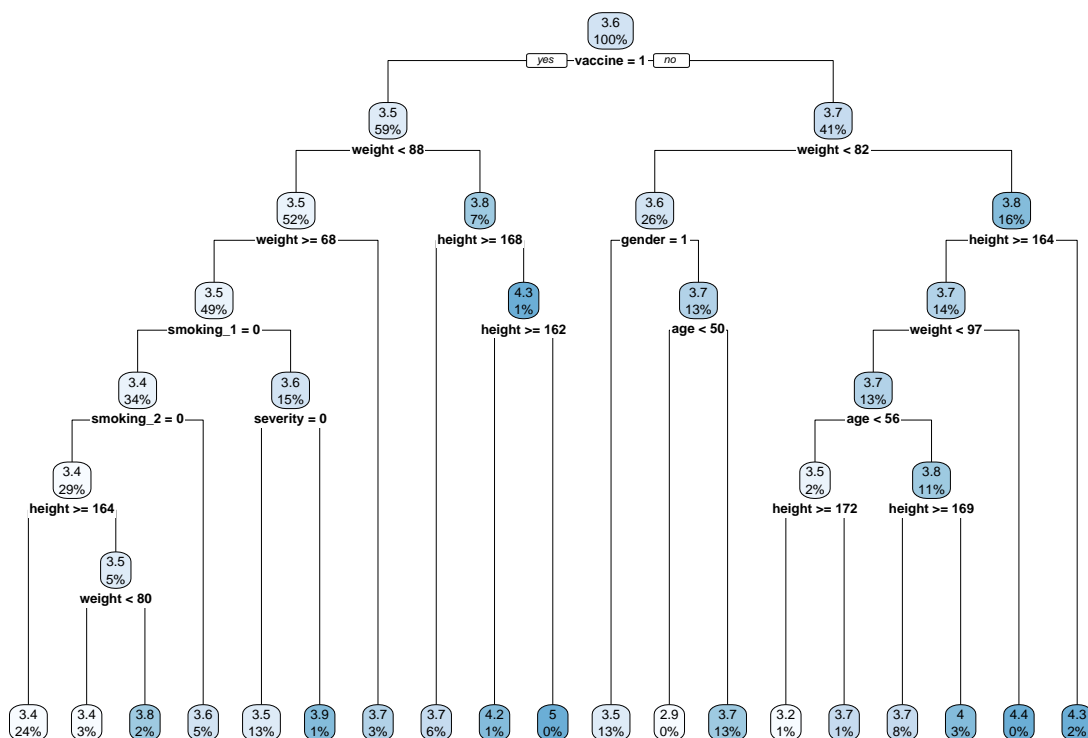 3.6
100%
yes vaccine = 1 no
3.5
59%
weight < 88
3.7
41%
weight < 82
3.5
52%
weight >= 68
3.8
7%
height >= 168
3.6
26%
gender = 1
3.8
16%
height >= 164
3.5
49%
smoking_1 = 0
4.3
1%
height >= 162
3.7
13%
age < 50
3.7
14%
weight < 97
3.4
34%
smoking_2 = 0
3.6
15%
severity = 0
3.7
13%
age < 56
3.4
29%
height >= 164
3.5
2%
height >= 172
3.8
11%
height >= 169
3.5
5%
weight < 80
3.4 3.4 3.8 3.6 3.5 3.9 3.7 3.7 4.2 5 3.5 2.9 3.7 3.2 3.7 3.7 4 4.4 4.3
24% 3% 2% 5% 13% 1% 3% 6% 1% 0% 13% 0% 13% 1% 1% 8% 3% 0% 2%